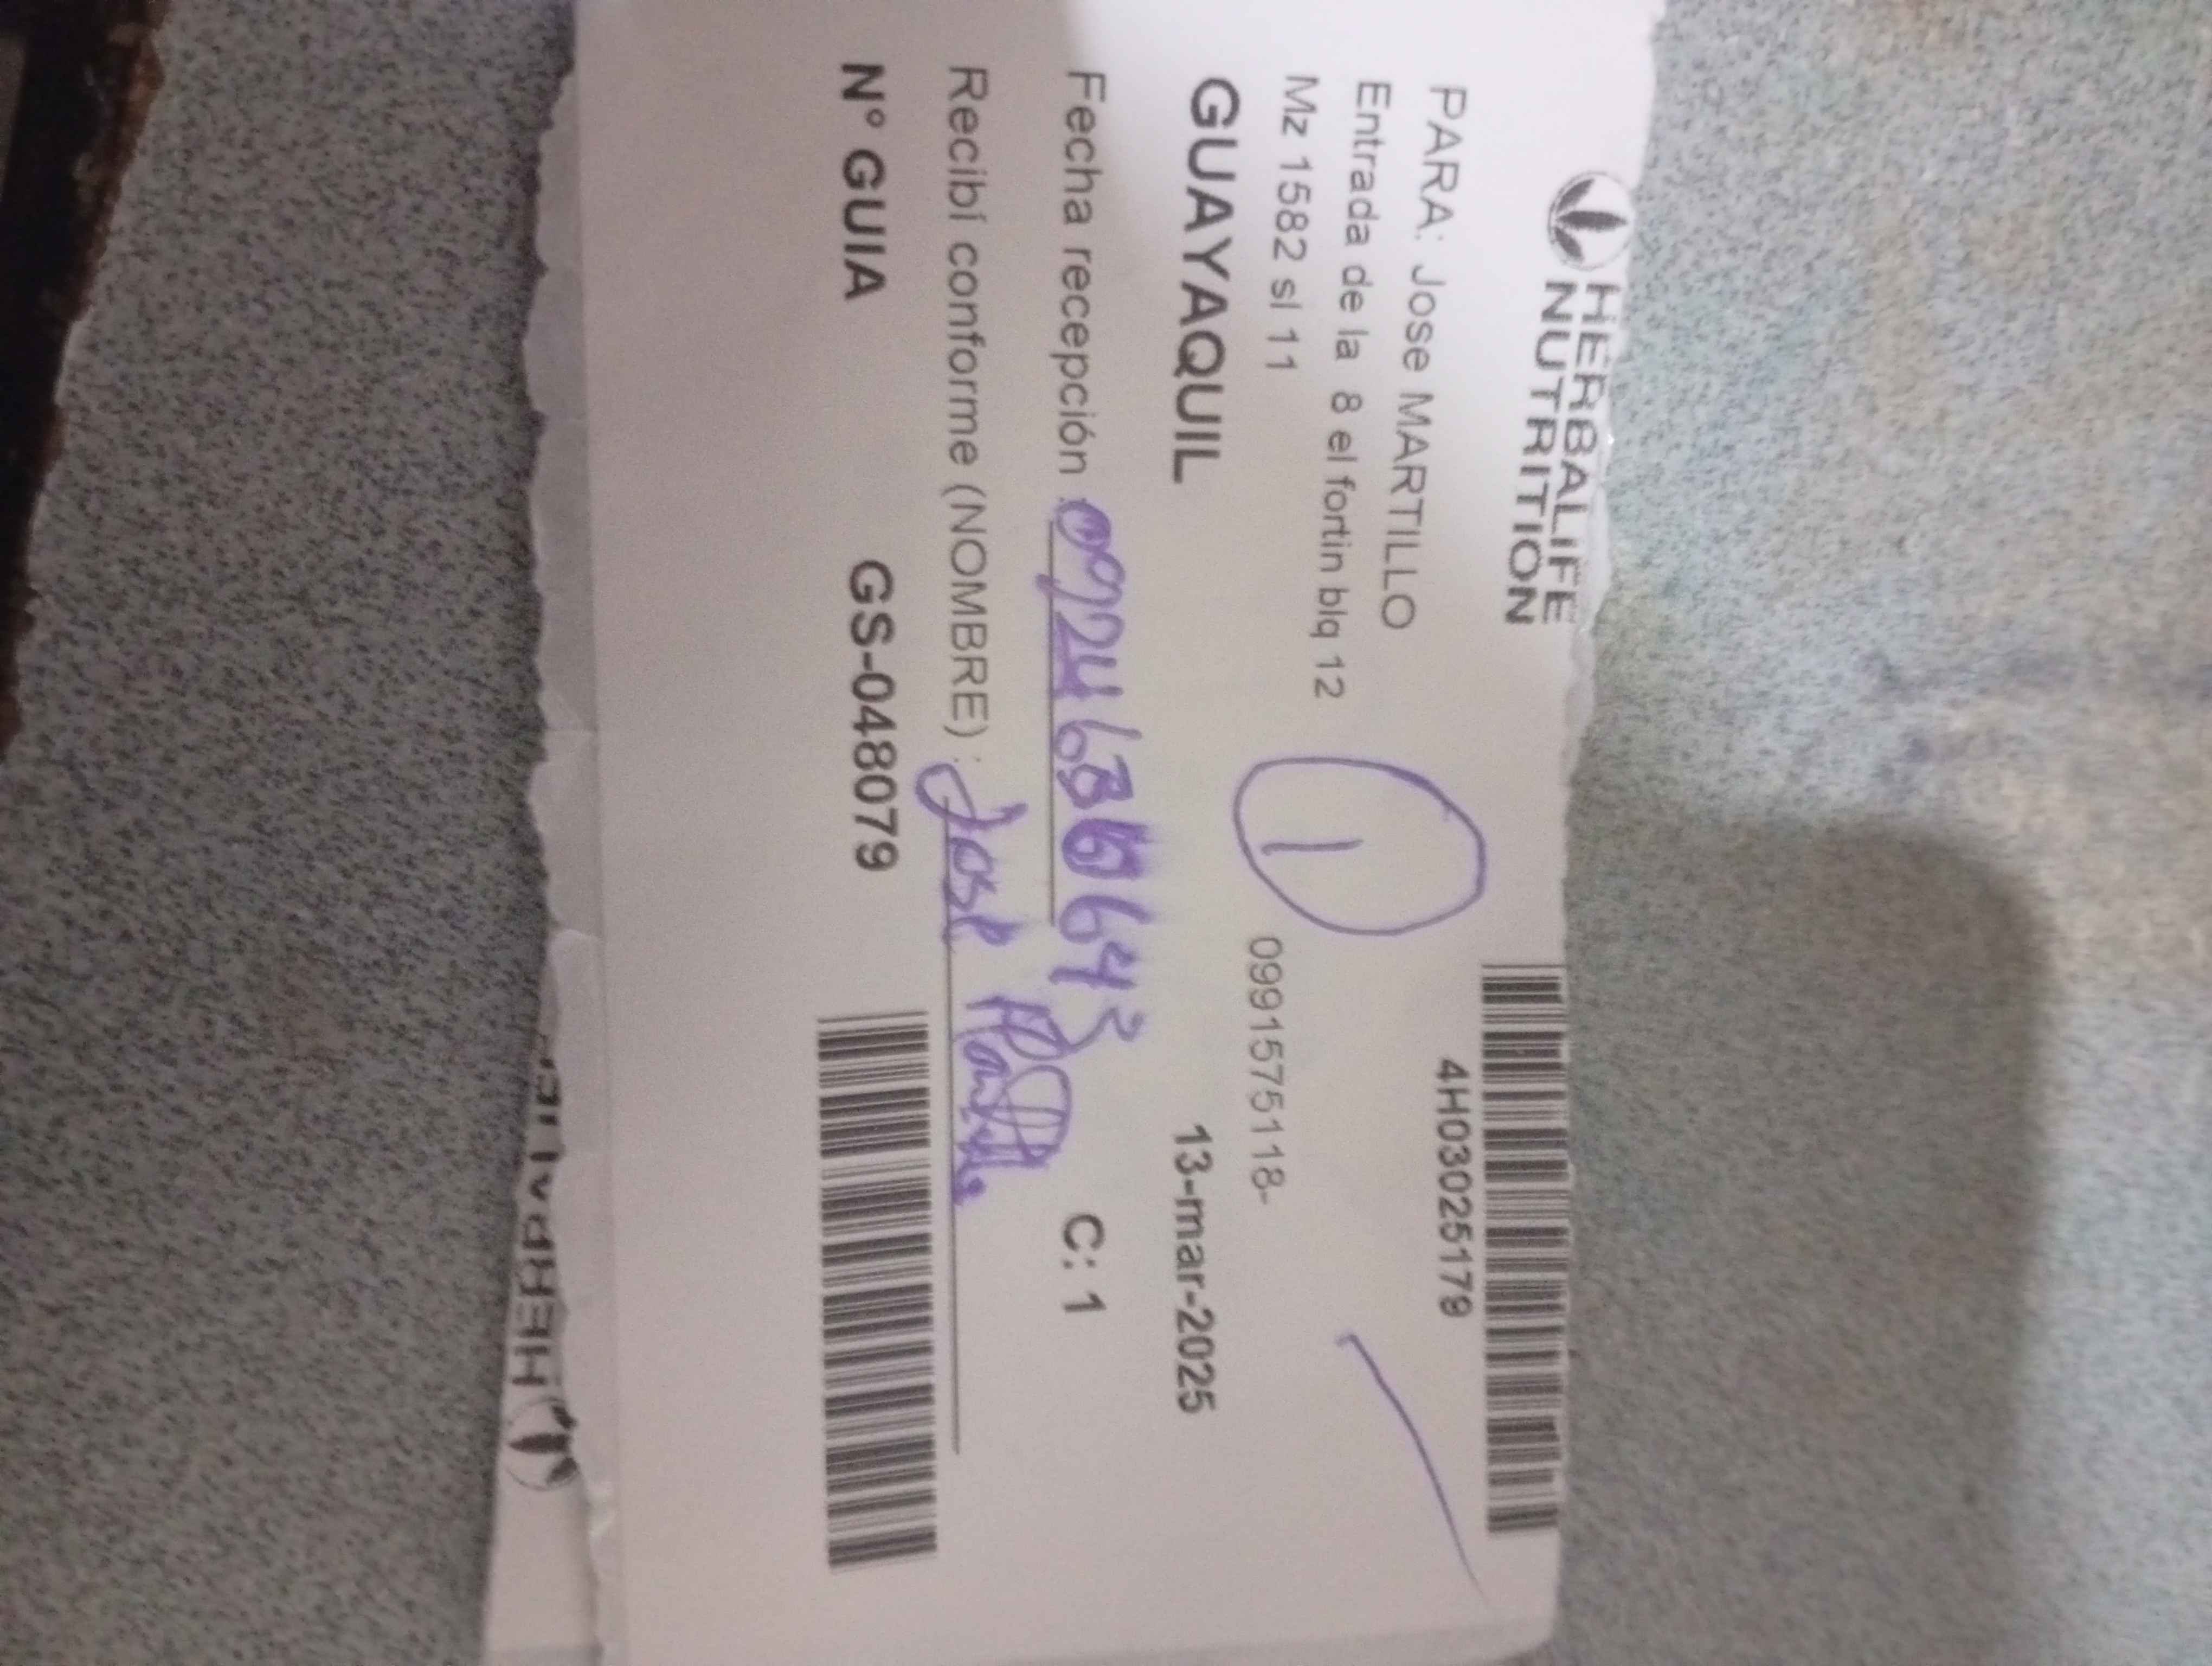 HERBALIFE
NUTRITION
4H03025179
PARA: Jose MARTILLO
Entrada de la 8 el fortin blq 12
Mz 1582 sl 11
1
0991575118-
GUAYAQUIL
13-mar-2025
Fecha recepción :
C: 1
Recibí conforme (NOMBRE) : José
N° GUIA GS-048079
HERBALIFE